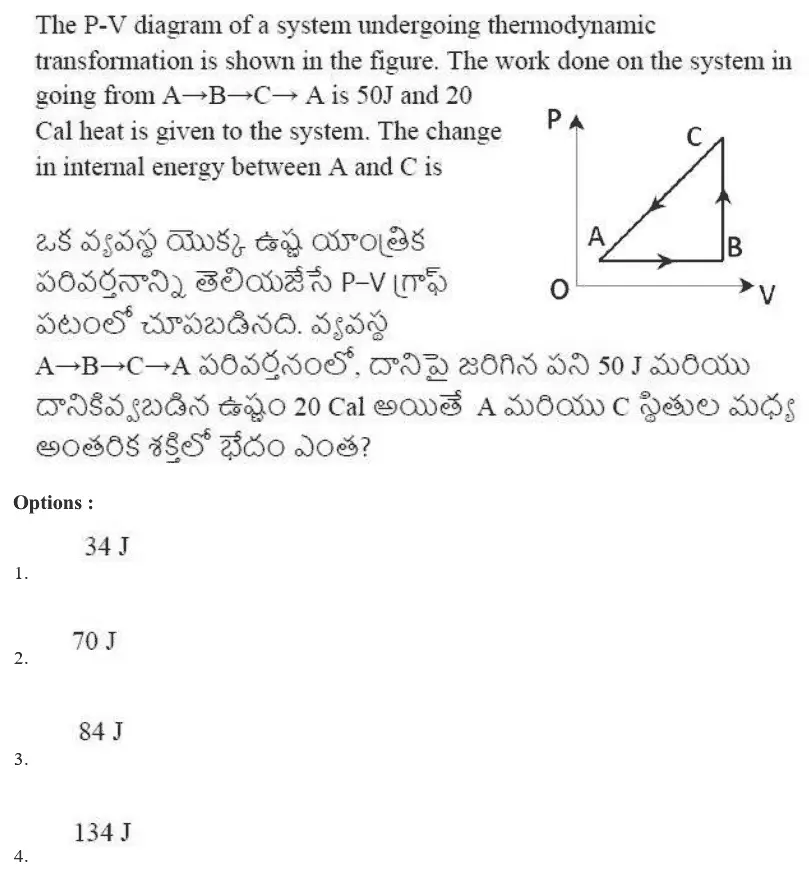 The P-V diagram of a system undergoing thermodynamic
transformation is shown in the figure. The work done on the system in
going from A→B→C→ A is 50J and 20
Cal heat is given to the system. The change
in internal energy between A and C is
P
C
A
B
O
V
ఒక వ్యవస్థ యొక్క ఉష్ణ యాంత్రిక
పరివర్తనాన్ని తెలియజేసే P–V గ్రాఫ్
పటంలో చూపబడినది. వ్యవస్థ
A→B→C→A పరివర్తనంలో, దానిపై జరిగిన పని 50 J మరియు
దానికివ్వబడిన ఉష్ణం 20 Cal అయితే A మరియు C స్థితుల మధ్య
అంతరిక శక్తిలో భేదం ఎంత?
Options :
34 J
1.
70 J
2.
84 J
3.
134 J
4.